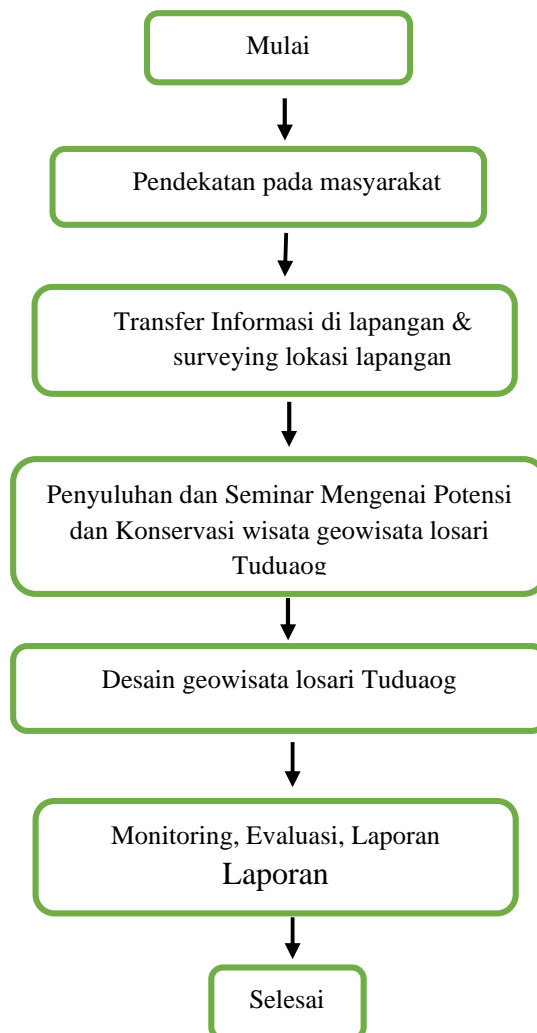 Mulai
Pendekatan pada masyarakat
Transfer Informasi di lapangan &
surveying lokasi lapangan
Penyuluhan dan Seminar Mengenai Potensi
dan Konservasi wisata geowisata losari
Tuduaog
Desain geowisata losari Tuduaog
Monitoring, Evaluasi, Laporan
Laporan
Selesai